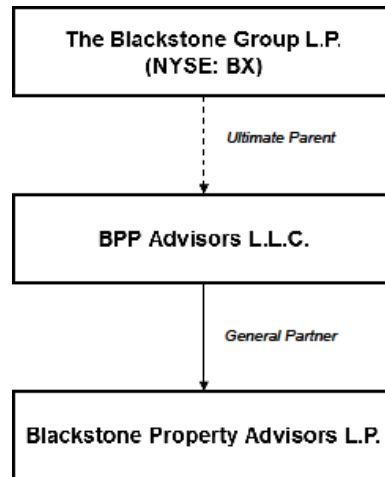 The Blackstone Group L.P.
(NYSE: BX)
Ultimate Parent
BPP Advisors L.L.C.
General Partner
Blackstone Property Advisors L.P.